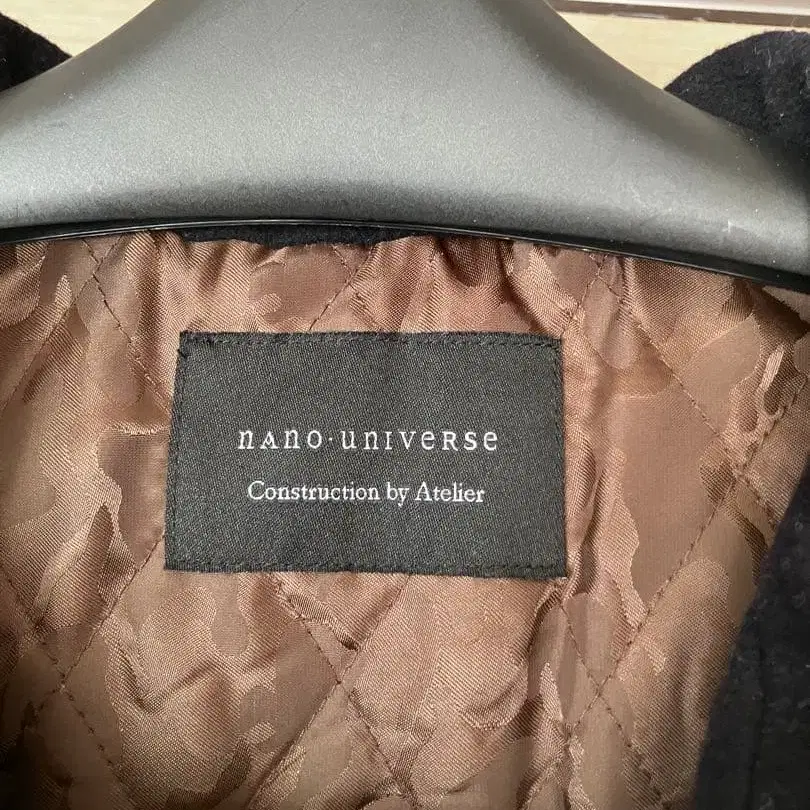 nano·universe
Construction by Atelier